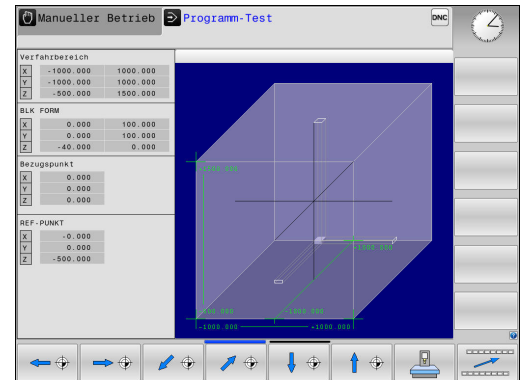 Manueller Betrieb
Programm-Test
DNC
Verfahrbereich
X -1000.000 1000.000
Y -1000.000 1000.000
Z -500.000 1500.000
BLK FORM
X 0.000 100.000
Y 0.000 100.000
Z -40.000 0.000
Bezugspunkt
X 0.000
Y 0.000
Z 0.000
REF-PUNKT
X -0.000
Y 0.000
Z -500.000
-1000.000
+1000.000